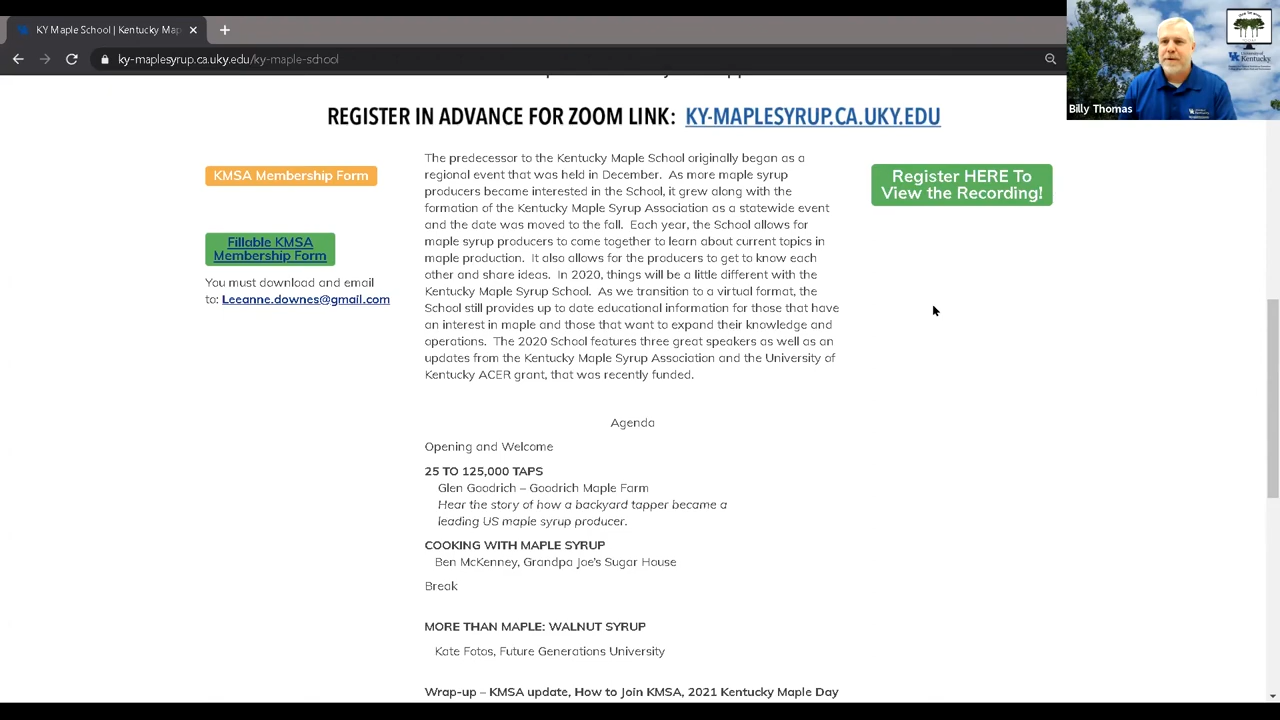 KY Maple School | Kentucky Map
ky-maplesyrup.ca.uky.edu/ky-maple-school
Billy Thomas
University of
Kentucky
REGISTER IN ADVANCE FOR ZOOM LINK: KY-MAPLESYRUP.CA.UKY.EDU
KMSA Membership Form
Fillable KMSA
Membership Form
You must download and email
to: Leeanne.downes@gmail.com
The predecessor to the Kentucky Maple School originally began as a
regional event that was held in December. As more maple syrup
producers became interested in the School, it grew along with the
formation of the Kentucky Maple Syrup Association as a statewide event
and the date was moved to the fall. Each year, the School allows for
maple syrup producers to come together to learn about current topics in
maple production. It also allows for the producers to get to know each
other and share ideas. In 2020, things will be a little different with the
Kentucky Maple Syrup School. As we transition to a virtual format, the
School still provides up to date educational information for those that have
an interest in maple and those that want to expand their knowledge and
operations. The 2020 School features three great speakers as well as an
updates from the Kentucky Maple Syrup Association and the University of
Kentucky ACER grant, that was recently funded.
Register HERE To
View the Recording!
Agenda
Opening and Welcome
25 TO 125,000 TAPS
Glen Goodrich – Goodrich Maple Farm
Hear the story of how a backyard tapper became a
leading US maple syrup producer.
COOKING WITH MAPLE SYRUP
Ben McKenney, Grandpa Joe's Sugar House
Break
MORE THAN MAPLE: WALNUT SYRUP
Kate Fotos, Future Generations University
Wrap-up – KMSA update, How to Join KMSA, 2021 Kentucky Maple Day